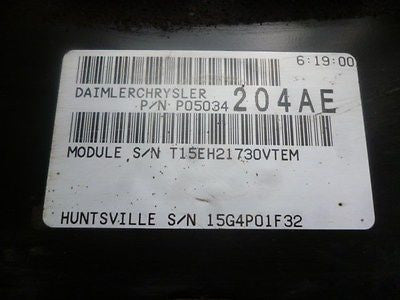 6:19:00
DAIMLERCHRYSLER
P/N P05034 204AE
MODULE S/N T15EH21730VTEM
HUNTSVILLE S/N 15G4P01F32